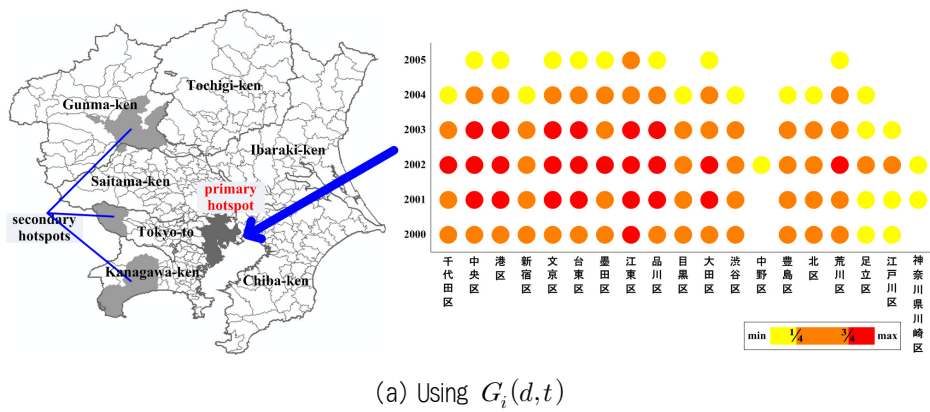 Tochigi-ken
Gunma-ken
Ibaraki-ken
Saitama-ken
primary
hotspot
secondary
hotspots
Tokyo-to
Kanagawa-ken
Chiba-ken
2005
2004
2003
2002
2001
2000
千代田区
中央区
港区
新宿区
文京区
台東区
墨田区
江東区
品川区
目黒区
大田区
渋谷区
中野区
豊島区
北区
荒川区
足立区
江戸川区
神奈川県川崎区
min 1/4 3/4 max
(a) Using G_i(d,t)